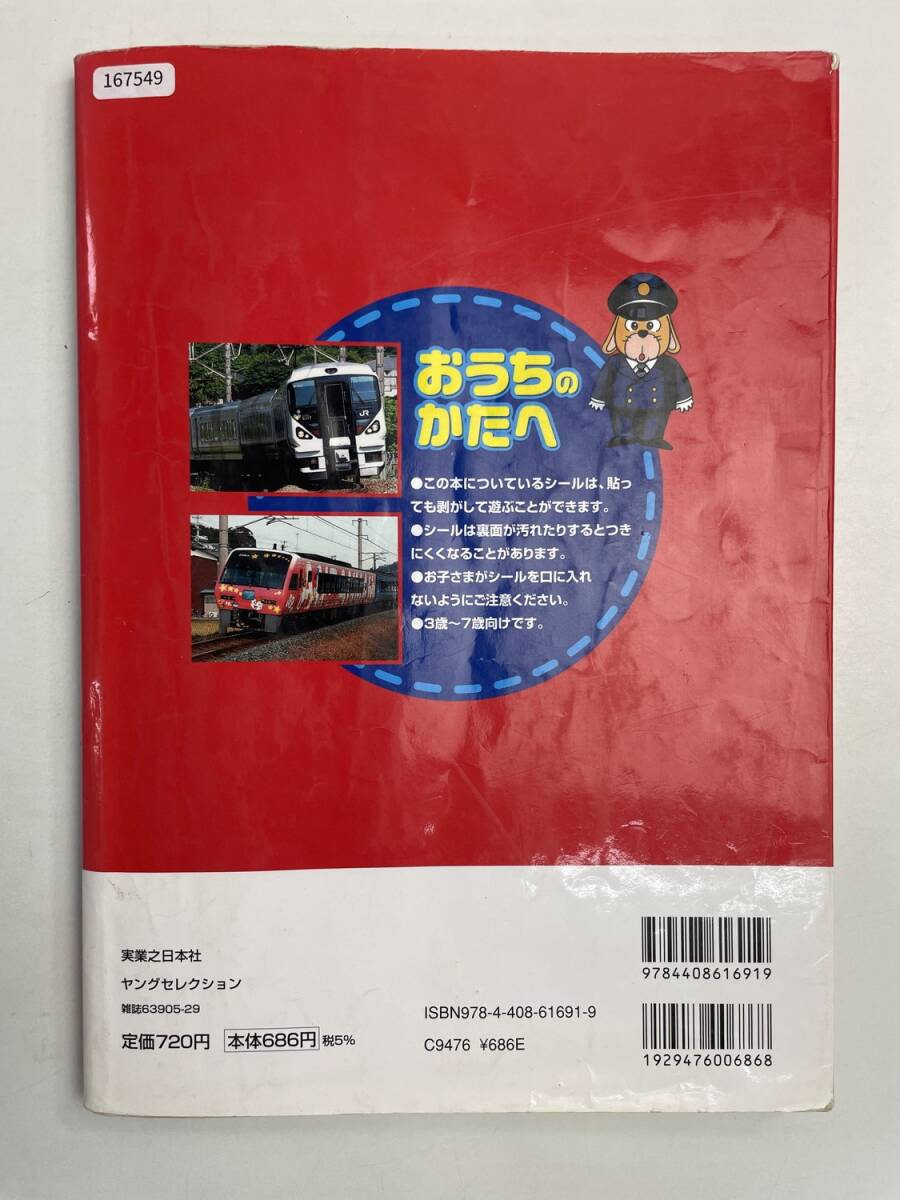 167549
JR
おうちの
かたへ
●この本についているシールは、貼っ
ても剥がして遊ぶことができます。
●シールは裏面が汚れたりするとつき
にくくなることがあります。
●お子さまがシールを口に入れ
ないようにご注意ください。
●3歳〜7歳向けです。
実業之日本社
ヤングセレクション
雑誌63905-29
定価720円 本体686円 税5%
9784408616919
ISBN978-4-408-61691-9
C9476 ¥686E
1929476006868